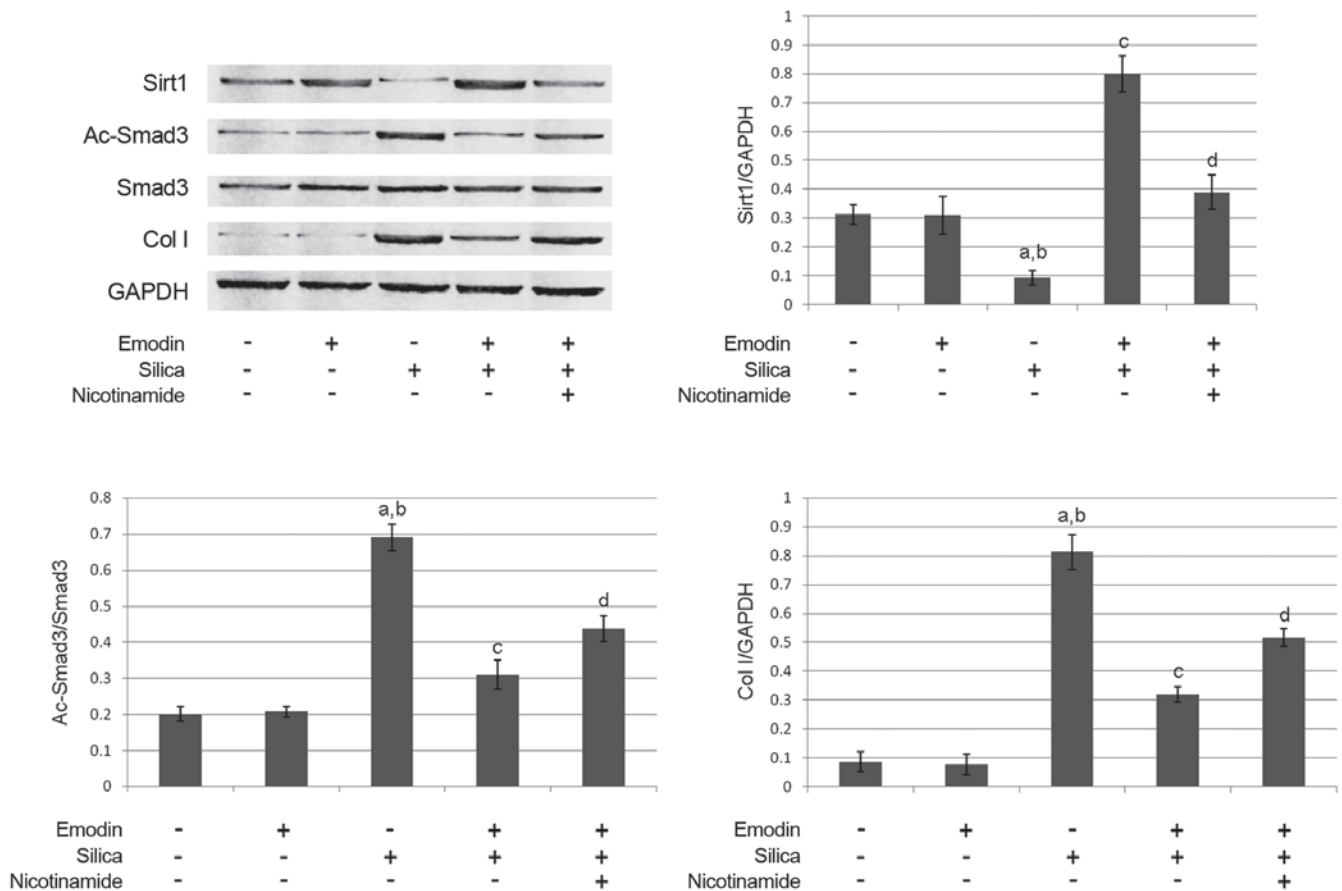 Sirt1
Ac-Smad3
Smad3
Col I
GAPDH
Emodin - + - + +
Silica - - + + +
Nicotinamide - - - - +
Sirt1/GAPDH
1
0.9
0.8
0.7
0.6
0.5
0.4
0.3
0.2
0.1
0
a,b
c
d
Emodin - + - + +
Silica - - + + +
Nicotinamide - - - - +
Ac-Smad3/Smad3
0.8
0.7
0.6
0.5
0.4
0.3
0.2
0.1
0
a,b
c
d
Emodin - + - + +
Silica - - + + +
Nicotinamide - - - - +
Col I/GAPDH
1
0.9
0.8
0.7
0.6
0.5
0.4
0.3
0.2
0.1
0
a,b
c
d
Emodin - + - + +
Silica - - + + +
Nicotinamide - - - - +